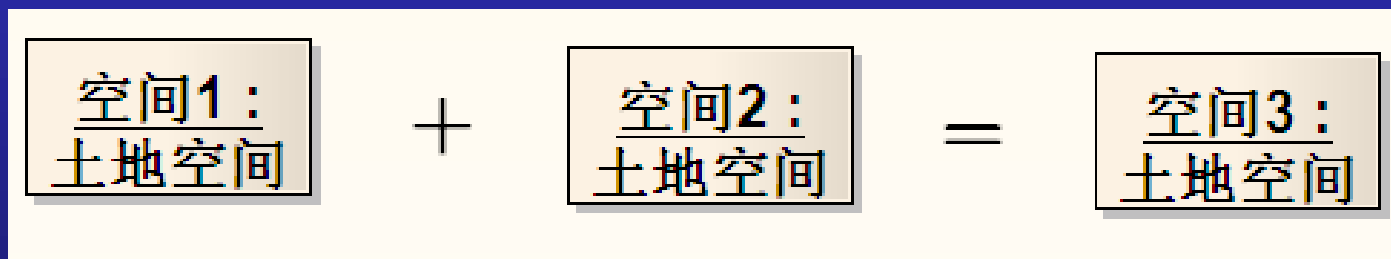 空间1：
土地空间
+
空间2：
土地空间
=
空间3：
土地空间